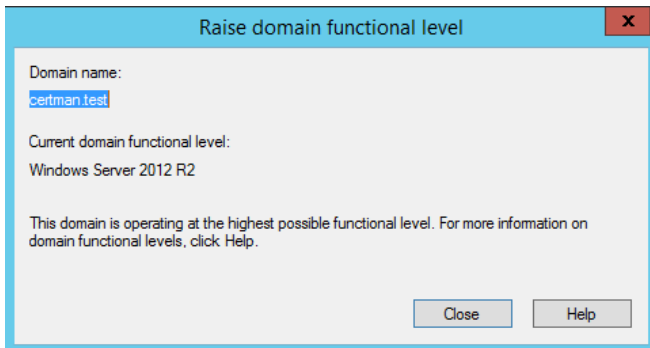 Raise domain functional level
x
Domain name:
certman.test
Current domain functional level:
Windows Server 2012 R2
This domain is operating at the highest possible functional level. For more information on
domain functional levels, click Help.
Close
Help